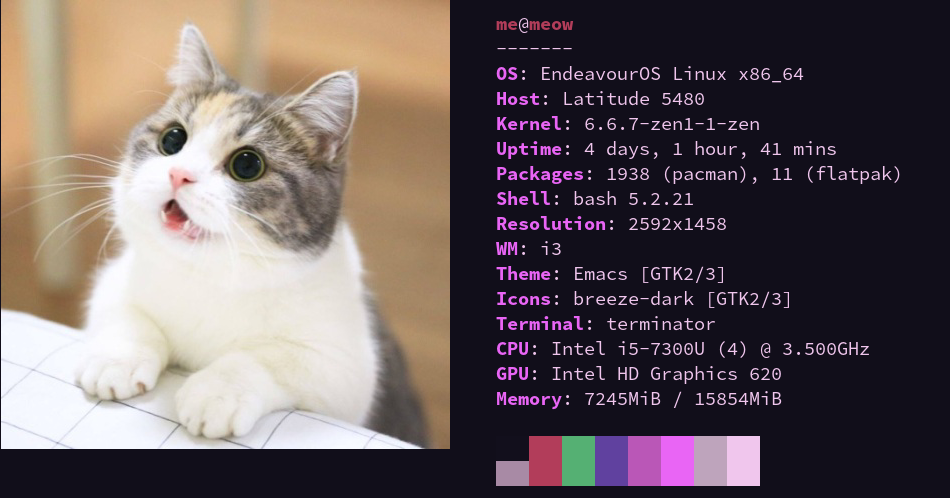 me@meow
-------
OS: EndeavourOS Linux x86_64
Host: Latitude 5480
Kernel: 6.6.7-zen1-1-zen
Uptime: 4 days, 1 hour, 41 mins
Packages: 1938 (pacman), 11 (flatpak)
Shell: bash 5.2.21
Resolution: 2592x1458
WM: i3
Theme: Emacs [GTK2/3]
Icons: breeze-dark [GTK2/3]
Terminal: terminator
CPU: Intel i5-7300U (4) @ 3.500GHz
GPU: Intel HD Graphics 620
Memory: 7245MiB / 15854MiB